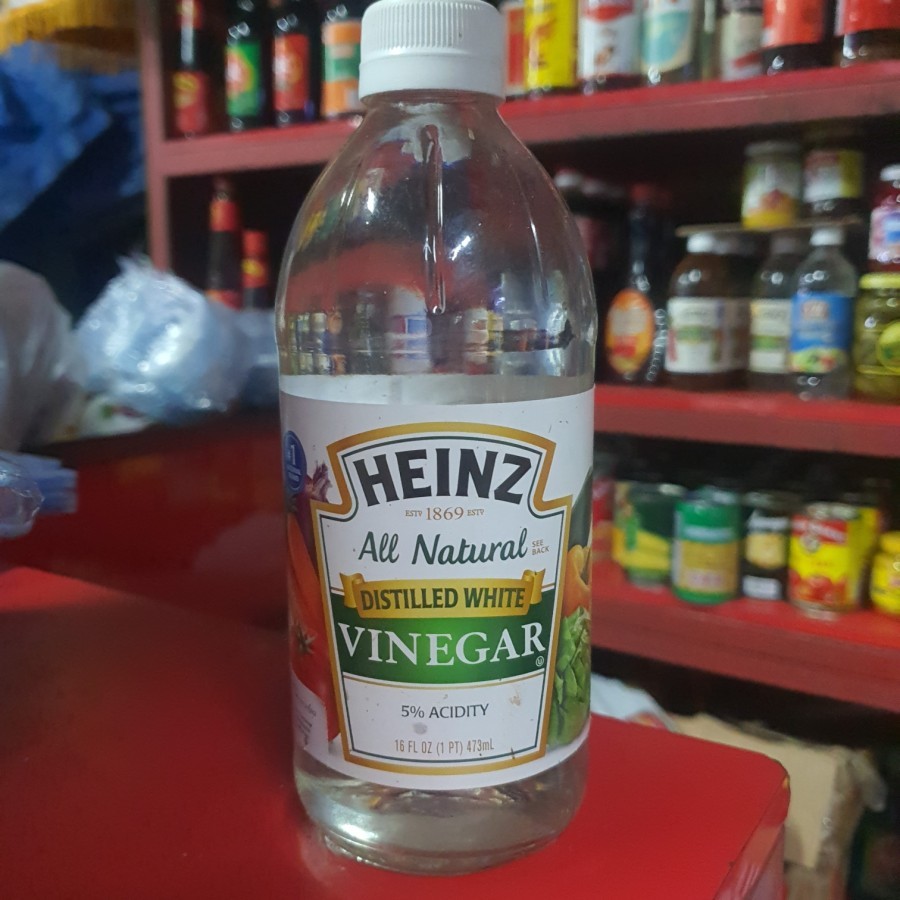 HEINZ
ESTD 1869 ESTD
All Natural SEE BACK
DISTILLED WHITE
VINEGAR
5% ACIDITY
16 FL OZ (1 PT) 473mL